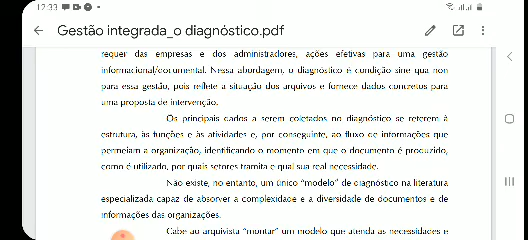 12:33
Gestão integrada_o diagnóstico.pdf
requer das empresas e dos administradores, ações efetivas para uma gestão
informacional/documental. Nessa abordagem, o diagnóstico é condição sine qua non
para essa gestão, pois reflete a situação dos arquivos e fornece dados concretos para
uma proposta de intervenção.
Os principais dados a serem coletados no diagnóstico se referem à
estrutura, às funções e às atividades e, por conseguinte, ao fluxo de informações que
permeiam a organização, identificando o momento em que o documento é produzido,
como é utilizado, por quais setores tramita e qual sua real necessidade.
Não existe, no entanto, um único "modelo" de diagnóstico na literatura
especializada capaz de absorver a complexidade e a diversidade de documentos e de
informações das organizações.
Cabe ao arquivista "montar" um modelo que atenda as necessidades e